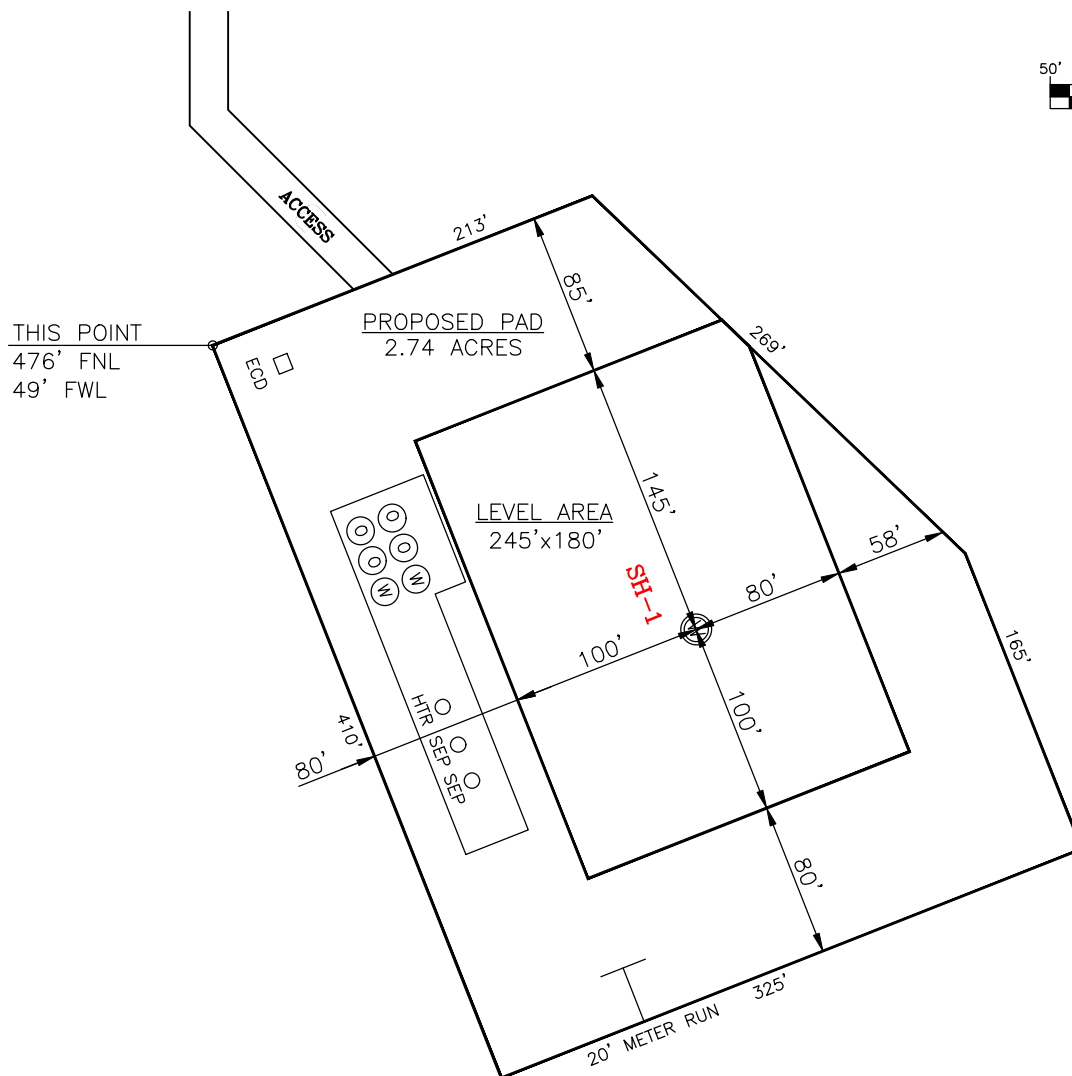 50'
ACCESS
213'
85'
THIS POINT
476' FNL
49' FWL
PROPOSED PAD
2.74 ACRES
269'
ECD
145'
LEVEL AREA
245'x180'
58'
O
O
O
O
W
W
SH-1
80'
100'
165'
HTR
SEP
SEP
410'
80'
100'
80'
325'
20' METER RUN